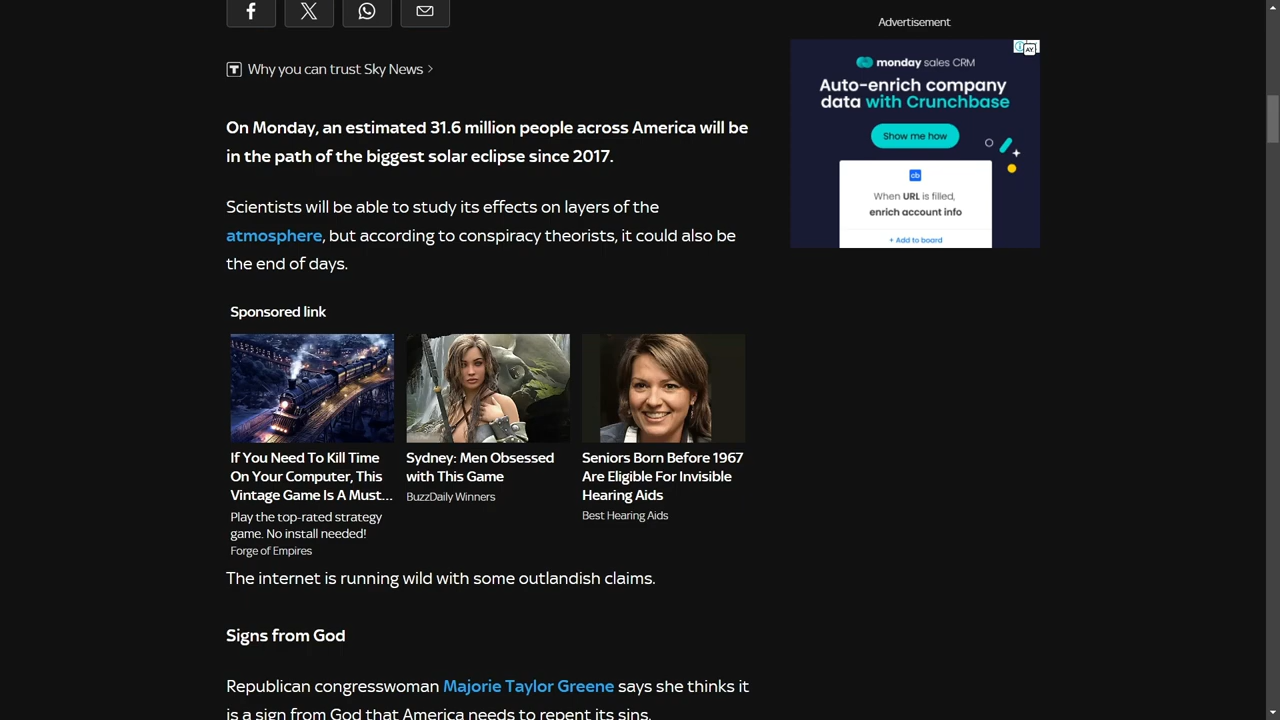 Why you can trust Sky News
On Monday, an estimated 31.6 million people across America will be
in the path of the biggest solar eclipse since 2017.
Scientists will be able to study its effects on layers of the
atmosphere, but according to conspiracy theorists, it could also be
the end of days.
Sponsored link
If You Need To Kill Time
On Your Computer, This
Vintage Game Is A Must...
Play the top-rated strategy
game. No install needed!
Forge of Empires
Sydney: Men Obsessed
with This Game
BuzzDaily Winners
Seniors Born Before 1967
Are Eligible For Invisible
Hearing Aids
Best Hearing Aids
The internet is running wild with some outlandish claims.
Signs from God
Republican congresswoman Majorie Taylor Greene says she thinks it
is a sign from God that America needs to repent its sins.
Advertisement
AY
monday sales CRM
Auto-enrich company
data with Crunchbase
Show me how
cb
When URL is filled,
enrich account info
+ Add to board